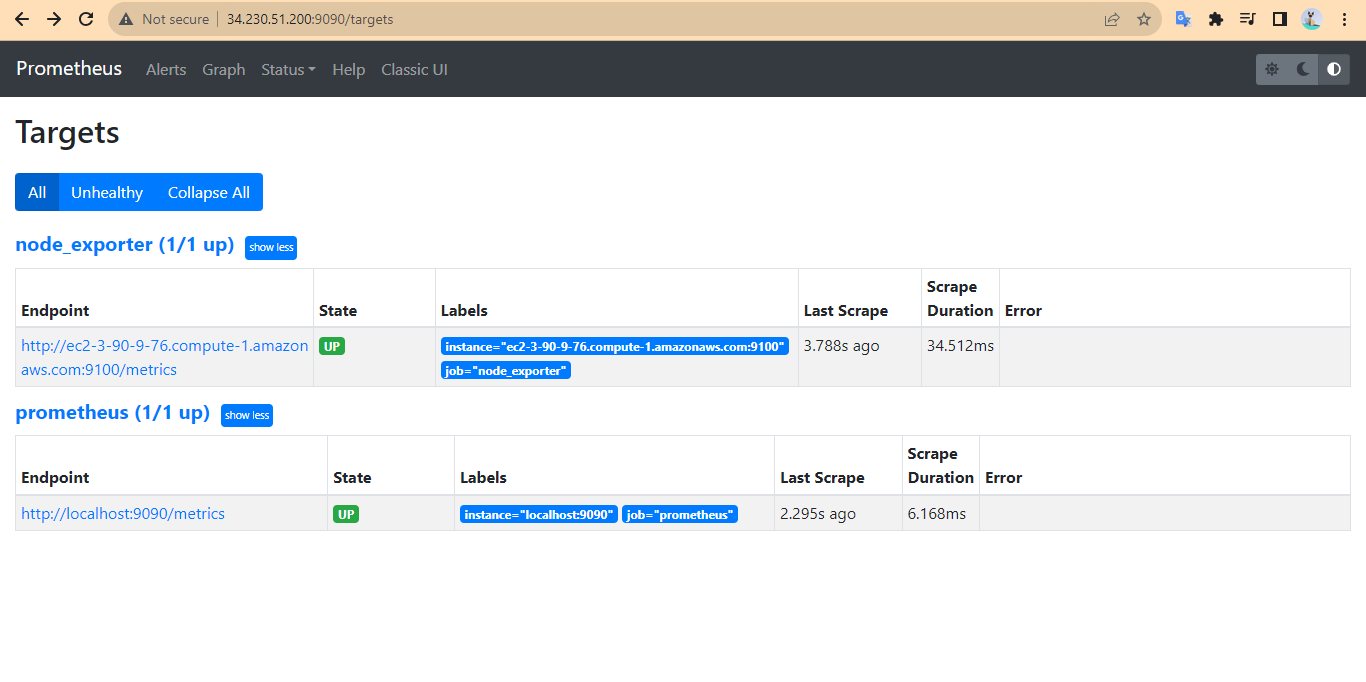 Not secure 34.230.51.200:9090/targets
Prometheus Alerts Graph Status Help Classic UI
Targets
All Unhealthy Collapse All
node_exporter (1/1 up) show less
Endpoint State Labels Last Scrape Scrape Duration Error
http://ec2-3-90-9-76.compute-1.amazon UP instance="ec2-3-90-9-76.compute-1.amazonaws.com:9100" 3.788s ago 34.512ms
aws.com:9100/metrics job="node_exporter"
prometheus (1/1 up) show less
Endpoint State Labels Last Scrape Scrape Duration Error
http://localhost:9090/metrics UP instance="localhost:9090" job="prometheus" 2.295s ago 6.168ms